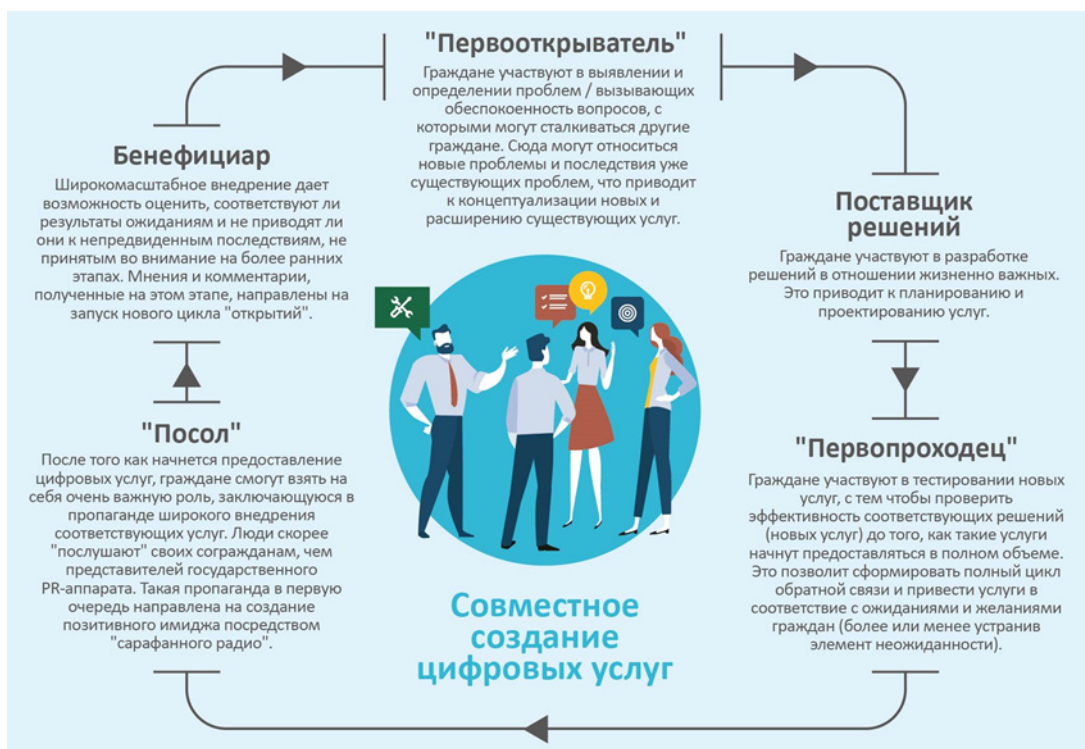 "Первооткрыватель"
Граждане участвуют в выявлении и
определении проблем / вызывающих
обеспокоенность вопросов, с
которыми могут сталкиваться другие
граждане. Сюда могут относиться
новые проблемы и последствия уже
существующих проблем, что приводит
к концептуализации новых и
расширению существующих услуг.
Поставщик
решений
Граждане участвуют в разработке
решений в отношении жизненно важных.
Это приводит к планированию и
проектированию услуг.
"Первопроходец"
Граждане участвуют в тестировании новых
услуг, с тем чтобы проверить
эффективность соответствующих решений
(новых услуг) до того, как такие услуги
начнут предоставляться в полном объеме.
Это позволит сформировать полный цикл
обратной связи и привести услуги в
соответствие с ожиданиями и желаниями
граждан (более или менее устранив
элемент неожиданности).
"Посол"
После того как начнется предоставление
цифровых услуг, граждане смогут взять на
себя очень важную роль, заключающуюся в
пропаганде широкого внедрения
соответствующих услуг. Люди скорее
"послушают" своих согражданам, чем
представителей государственного
PR-аппарата. Такая пропаганда в первую
очередь направлена на создание
позитивного имиджа посредством
"сарафанного радио".
Бенефициар
Широкомасштабное внедрение дает
возможность оценить, соответствуют ли
результаты ожиданиям и не приводят ли
они к непредвиденным последствиям, не
принятым во внимание на более ранних
этапах. Мнения и комментарии,
полученные на этом этапе, направлены на
запуск нового цикла "открытий".
Совместное
создание
цифровых услуг